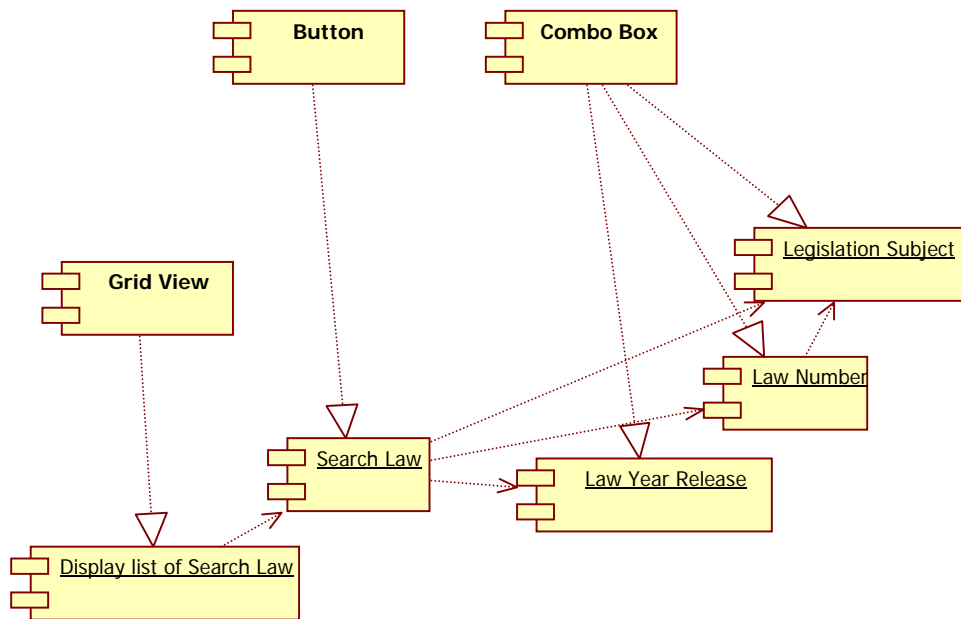 Button
Combo Box
Legislation Subject
Grid View
Law Number
Search Law
Law Year Release
Display list of Search Law